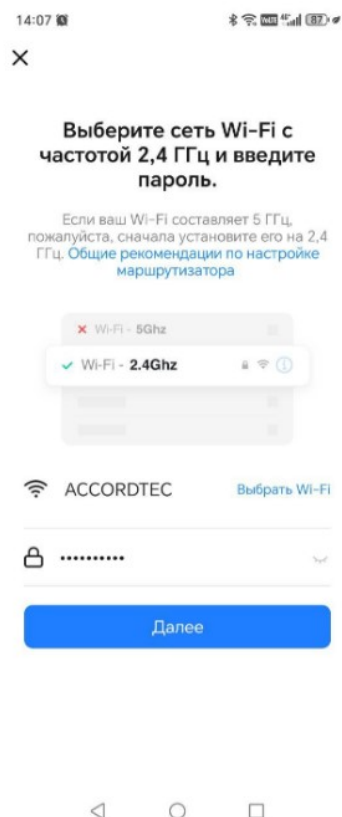 14:07
87
Выберите сеть Wi-Fi с
частотой 2,4 ГГц и введите
пароль.
Если ваш Wi-Fi составляет 5 ГГц,
пожалуйста, сначала установите его на 2,4
ГГц. Общие рекомендации по настройке
маршрутизатора
Wi-Fi - 5Ghz
Wi-Fi - 2.4Ghz
ACCORDTEC Выбрать Wi-Fi
••••••••••
Далее